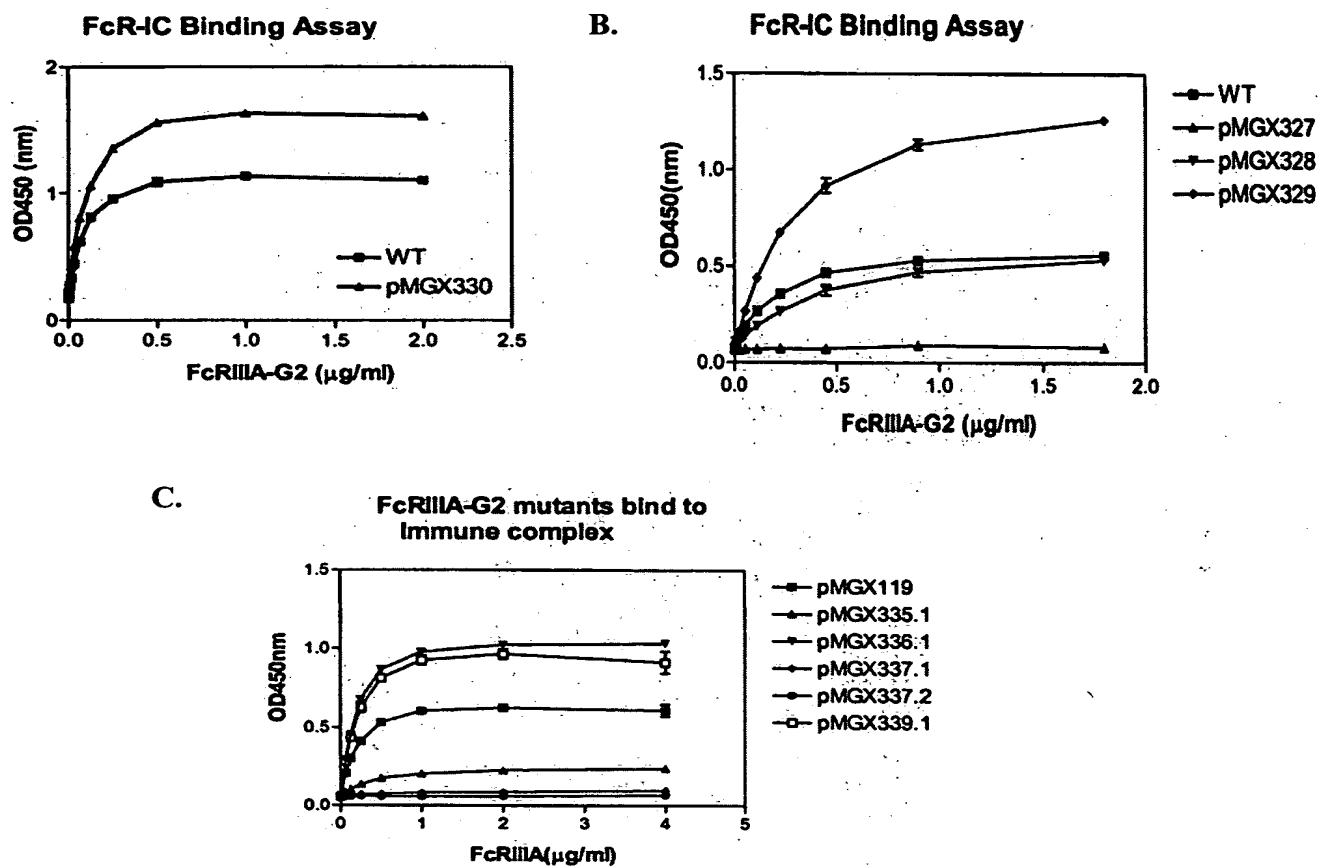 FcR-IC Binding Assay
2
1
0
OD450 (nm)
WT
pMGX330
0.0 0.5 1.0 1.5 2.0 2.5
FcRIIIA-G2 (μg/ml)
B.
FcR-IC Binding Assay
1.5
1.0
0.5
0.0
OD450(nm)
WT
pMGX327
pMGX328
pMGX329
0.0 0.5 1.0 1.5 2.0
FcRIIIA-G2 (μg/ml)
C.
FcRIIIA-G2 mutants bind to
Immune complex
1.5
1.0
0.5
0.0
OD450nm
pMGX119
pMGX335.1
pMGX336.1
pMGX337.1
pMGX337.2
pMGX339.1
0 1 2 3 4 5
FcRIIIA(μg/ml)